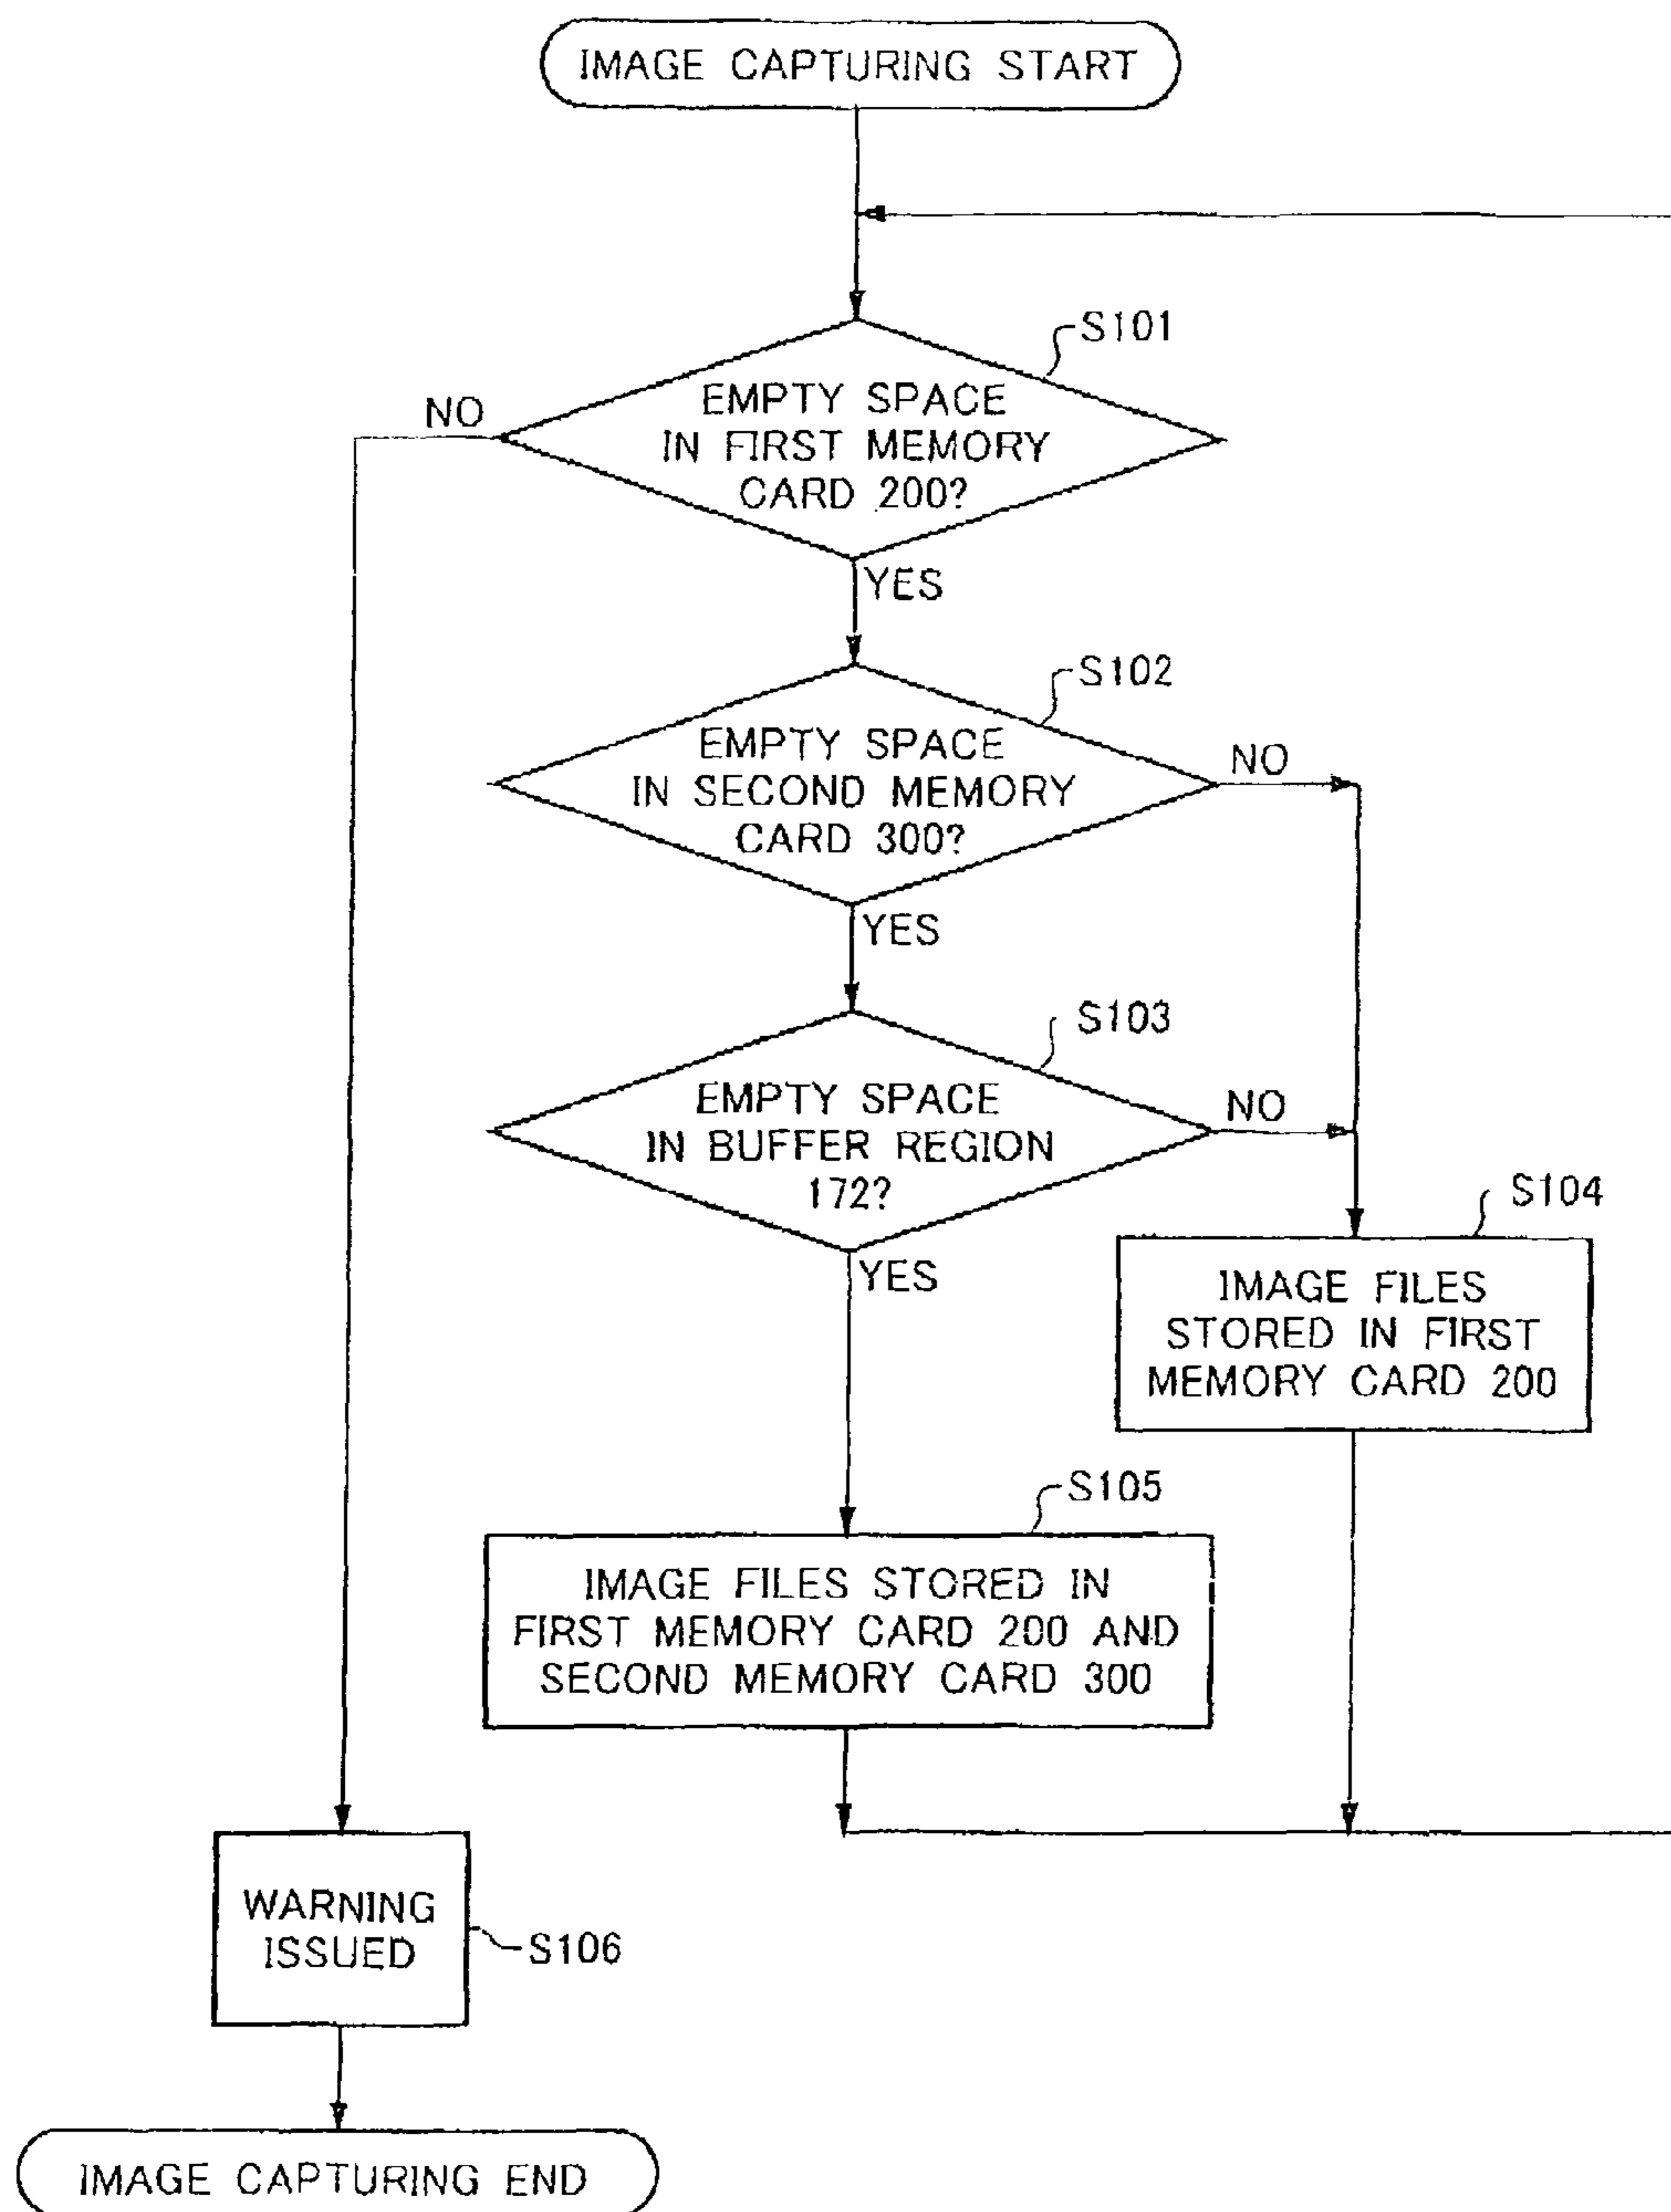 IMAGE CAPTURING START
S101
EMPTY SPACE
IN FIRST MEMORY
CARD 200?
NO
YES
S102
EMPTY SPACE
IN SECOND MEMORY
CARD 300?
NO
YES
S103
EMPTY SPACE
IN BUFFER REGION
172?
NO
YES
S104
IMAGE FILES
STORED IN FIRST
MEMORY CARD 200
S105
IMAGE FILES STORED IN
FIRST MEMORY CARD 200 AND
SECOND MEMORY CARD 300
WARNING
ISSUED
S106
IMAGE CAPTURING END